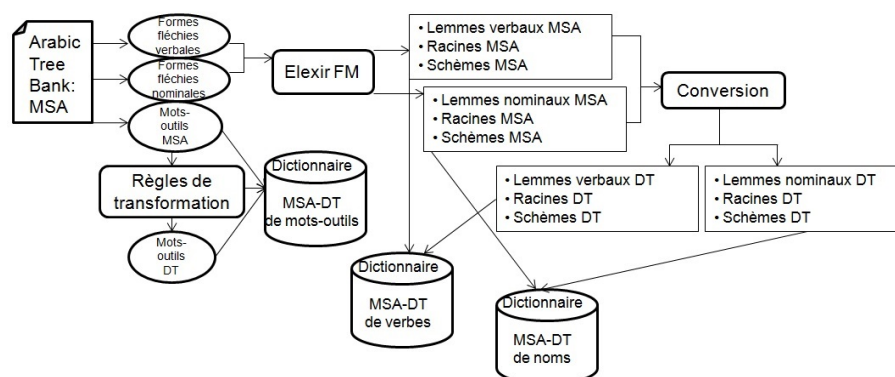 Arabic
Tree
Bank:
MSA
Formes
fléchies
verbales
Formes
fléchies
nominales
Mots-
outils
MSA
Règles de
transformation
Mots-
outils
DT
Elexir FM
Dictionnaire
MSA-DT
de mots-outils
• Lemmes verbaux MSA
• Racines MSA
• Schèmes MSA
• Lemmes nominaux MSA
• Racines MSA
• Schèmes MSA
Conversion
• Lemmes verbaux DT
• Racines DT
• Schèmes DT
• Lemmes nominaux DT
• Racines DT
• Schèmes DT
Dictionnaire
MSA-DT
de verbes
Dictionnaire
MSA-DT
de noms